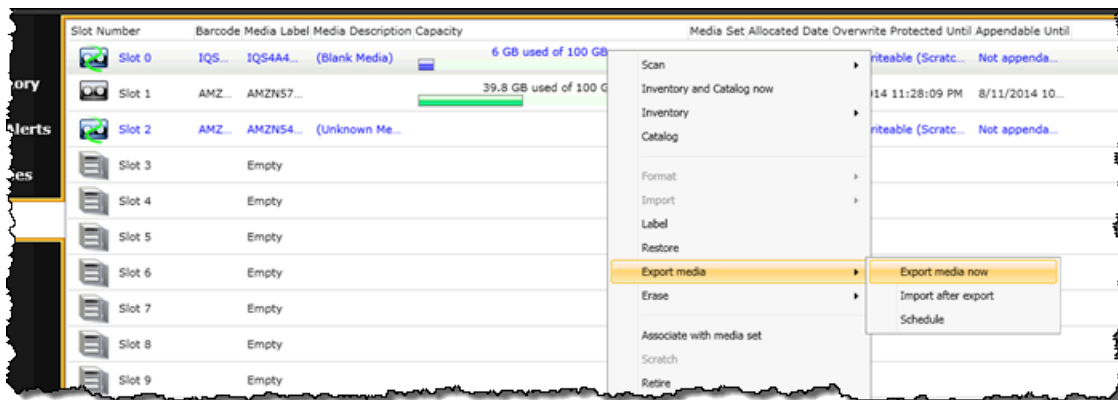 Slot Number Barcode Media Label Media Description Capacity Media Set Allocated Date Overwrite Protected Until Appendable Until
Slot 0 IQS... IQS4A4... (Blank Media) 6 GB used of 100 GB riteable (Scratc... Not appenda...
Slot 1 AMZ... AMZN57... 39.8 GB used of 100 G 14 11:28:09 PM 8/11/2014 10...
Slot 2 AMZ... AMZN54... (Unknown Me... riteable (Scratc... Not appenda...
Slot 3 Empty
Slot 4 Empty
Slot 5 Empty
Slot 6 Empty
Slot 7 Empty
Slot 8 Empty
Slot 9 Empty
ory
Alerts
es
Scan
Inventory and Catalog now
Inventory
Catalog
Format
Import
Label
Restore
Export media
Erase
Associate with media set
Scratch
Retire
Export media now
Import after export
Schedule